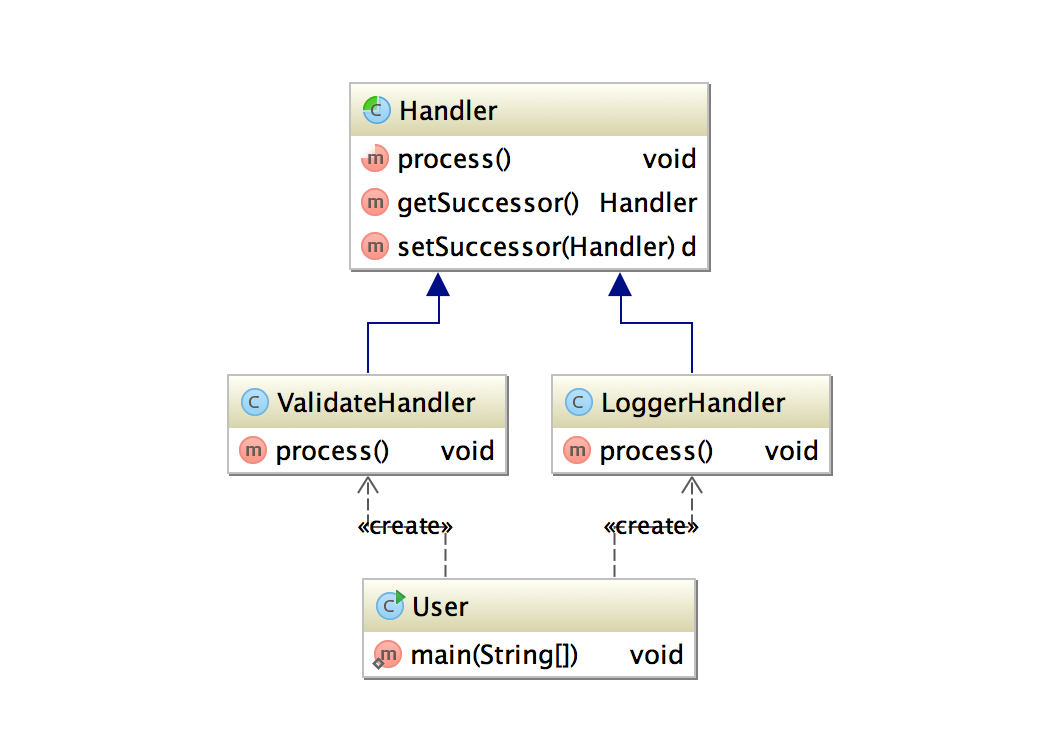 Handler
process() void
getSuccessor() Handler
setSuccessor(Handler) d
ValidateHandler
process() void
LoggerHandler
process() void
«create»
«create»
User
main(String[]) void